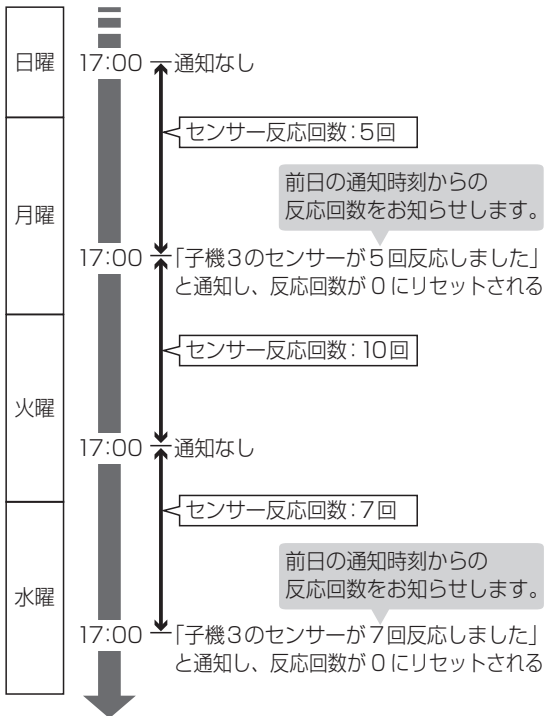 日曜
17:00 通知なし
センサー反応回数:5回
月曜
前日の通知時刻からの
反応回数をお知らせします。
17:00 「子機3のセンサーが5回反応しました」
と通知し、反応回数が0にリセットされる
センサー反応回数:10回
火曜
17:00 通知なし
センサー反応回数:7回
水曜
前日の通知時刻からの
反応回数をお知らせします。
17:00 「子機3のセンサーが7回反応しました」
と通知し、反応回数が0にリセットされる